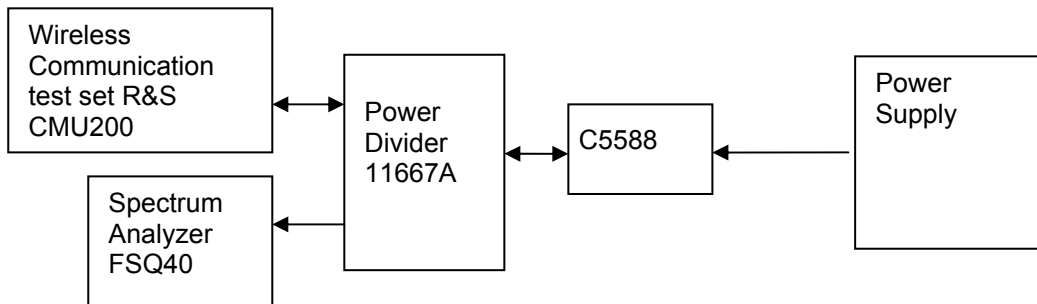 Wireless
Communication
test set R&S
CMU200
Power
Divider
11667A
C5588
Power
Supply
Spectrum
Analyzer
FSQ40